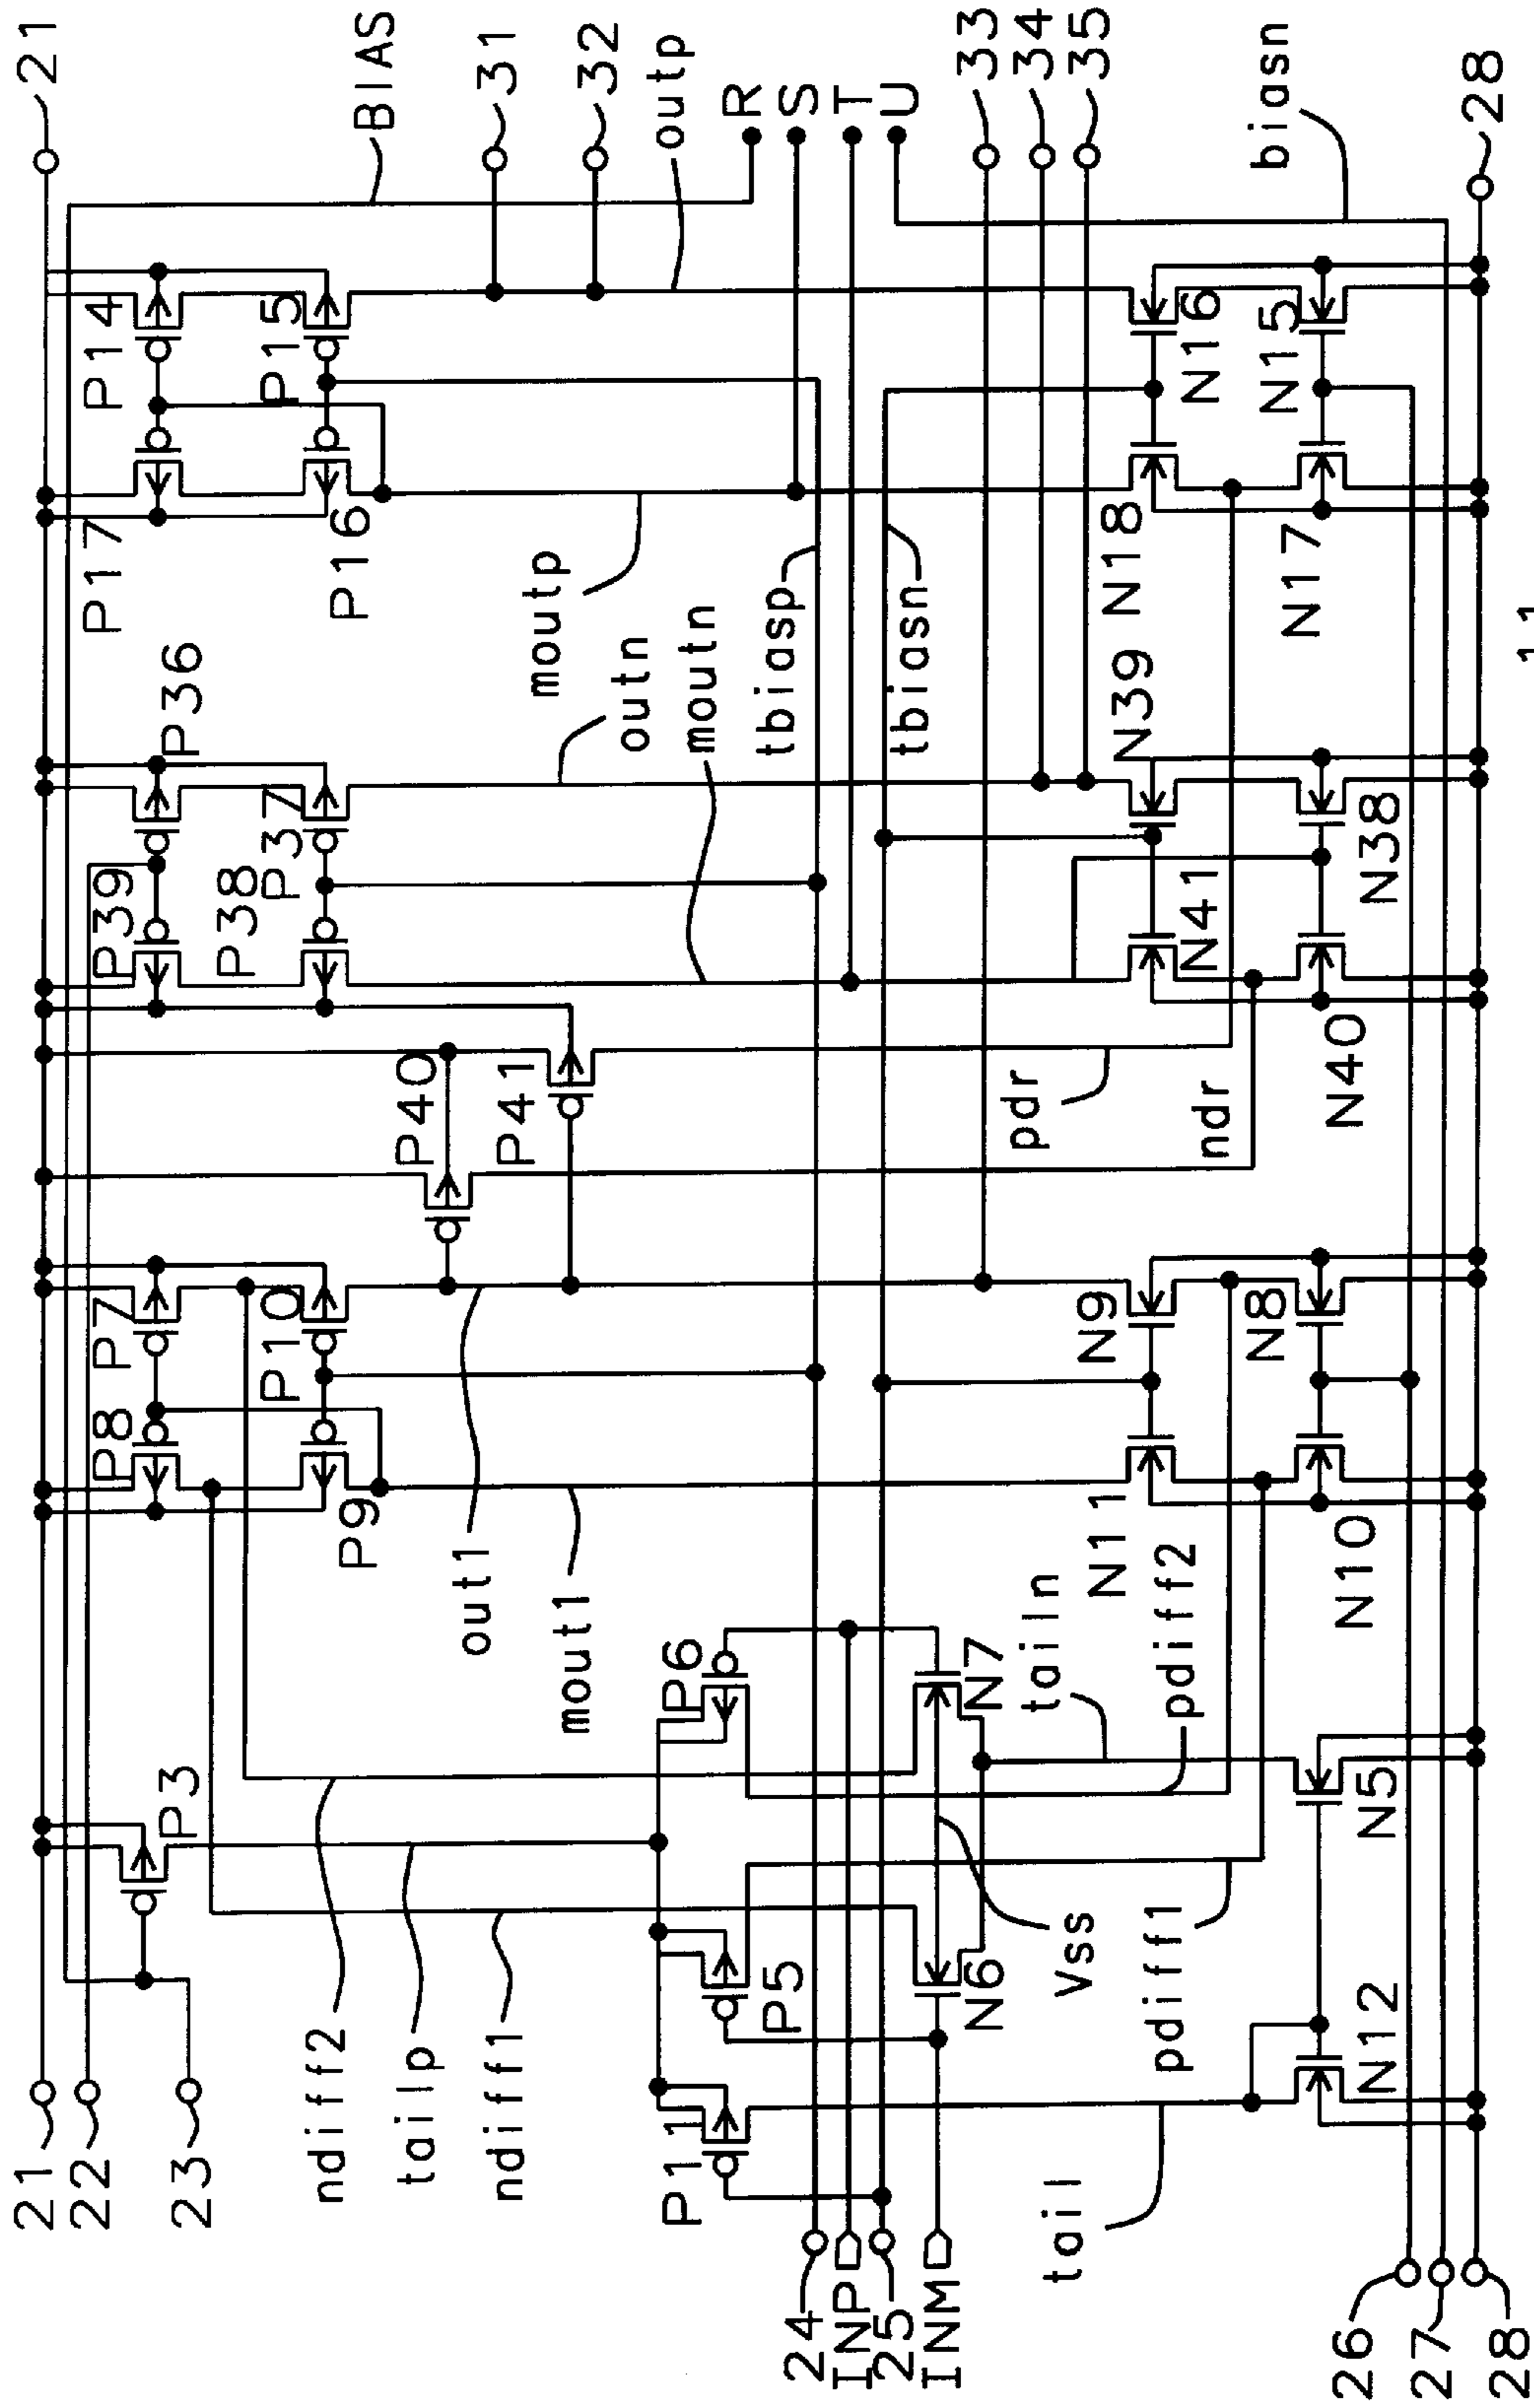 21
22
23
ndiff2
tailp
ndiff1
P3
P11
P5
P6
24
INP
25
INM
N6
N7
Vss
tail
tailn
pdiff1
pdiff2
N12
N5
26
27
28
P8
P7
P9
P10
out1
mout1
N11
N9
N10
N8
P40
P41
pdr
ndr
P39
P36
P38
P37
outn
moutn
N41
N39
N40
N38
P17
P14
P16
P15
moutp
tbiasp
tbiasn
N18
N16
N17
N15
21
BIAS
31
32
outp
R
S
T
U
33
34
35
biasn
28
11